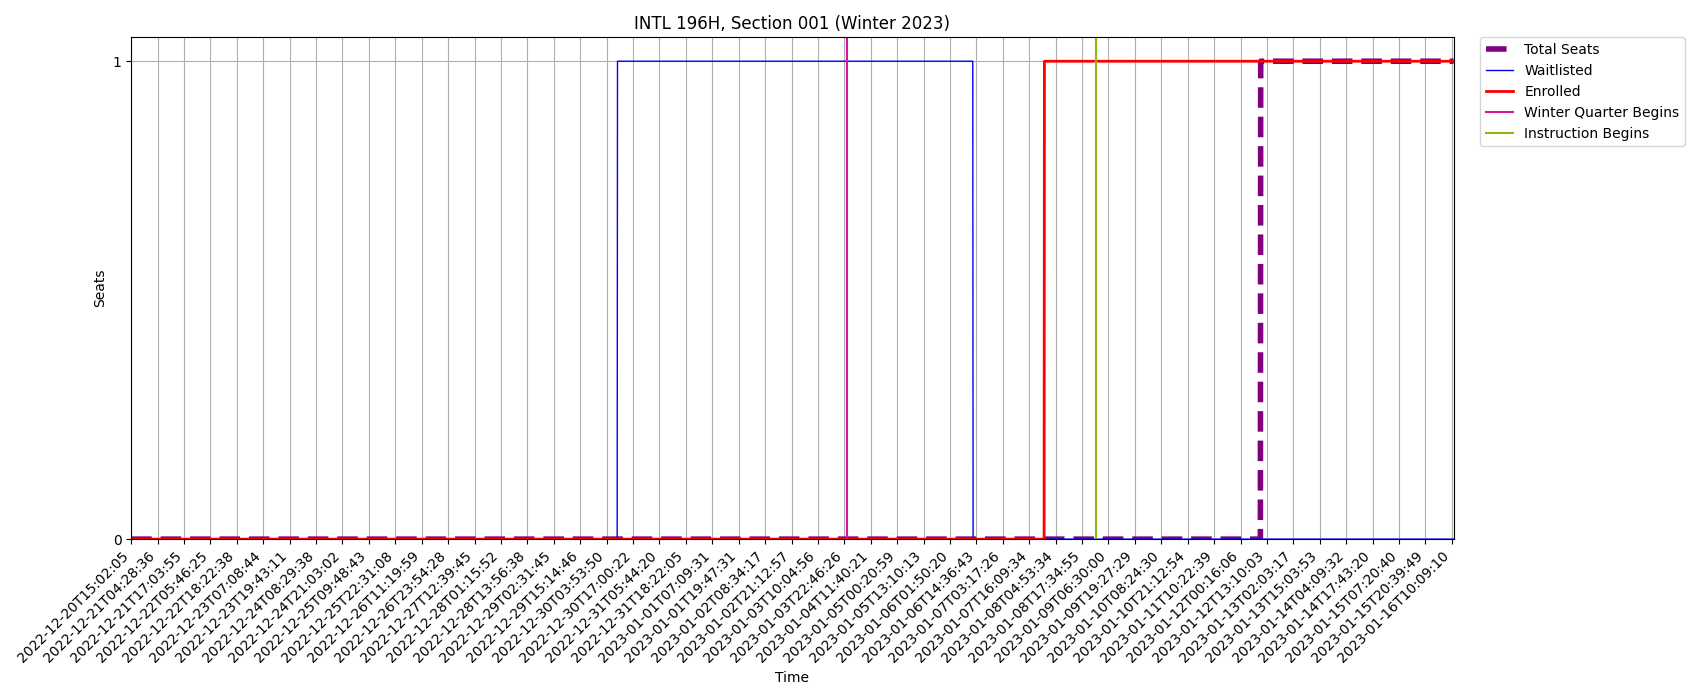 INTL 196H, Section 001 (Winter 2023)
Total Seats
Waitlisted
Enrolled
Winter Quarter Begins
Instruction Begins
Seats
1
0
2022-12-20T15:02:05
2022-12-21T04:28:36
2022-12-21T17:03:55
2022-12-22T05:46:25
2022-12-22T18:22:38
2022-12-23T07:08:44
2022-12-23T19:43:11
2022-12-24T08:29:38
2022-12-24T21:03:02
2022-12-25T09:48:43
2022-12-25T22:31:08
2022-12-26T11:19:59
2022-12-26T23:54:28
2022-12-27T12:39:45
2022-12-28T01:15:52
2022-12-28T13:56:38
2022-12-29T02:31:45
2022-12-29T15:14:46
2022-12-30T03:53:50
2022-12-30T17:00:22
2022-12-31T05:44:20
2022-12-31T18:22:05
2023-01-01T07:09:31
2023-01-01T19:47:31
2023-01-02T08:34:17
2023-01-02T21:12:57
2023-01-03T10:04:56
2023-01-03T22:46:26
2023-01-04T11:40:21
2023-01-05T00:20:59
2023-01-05T13:10:13
2023-01-06T01:50:20
2023-01-06T14:36:43
2023-01-07T03:17:26
2023-01-07T16:09:34
2023-01-08T04:53:34
2023-01-08T17:34:55
2023-01-09T06:30:00
2023-01-09T19:27:29
2023-01-10T08:24:30
2023-01-10T21:12:54
2023-01-11T10:22:39
2023-01-12T00:16:06
2023-01-12T13:10:03
2023-01-13T02:03:17
2023-01-13T15:03:53
2023-01-14T04:09:32
2023-01-14T17:43:20
2023-01-15T07:20:40
2023-01-15T20:39:49
2023-01-16T10:09:10
Time